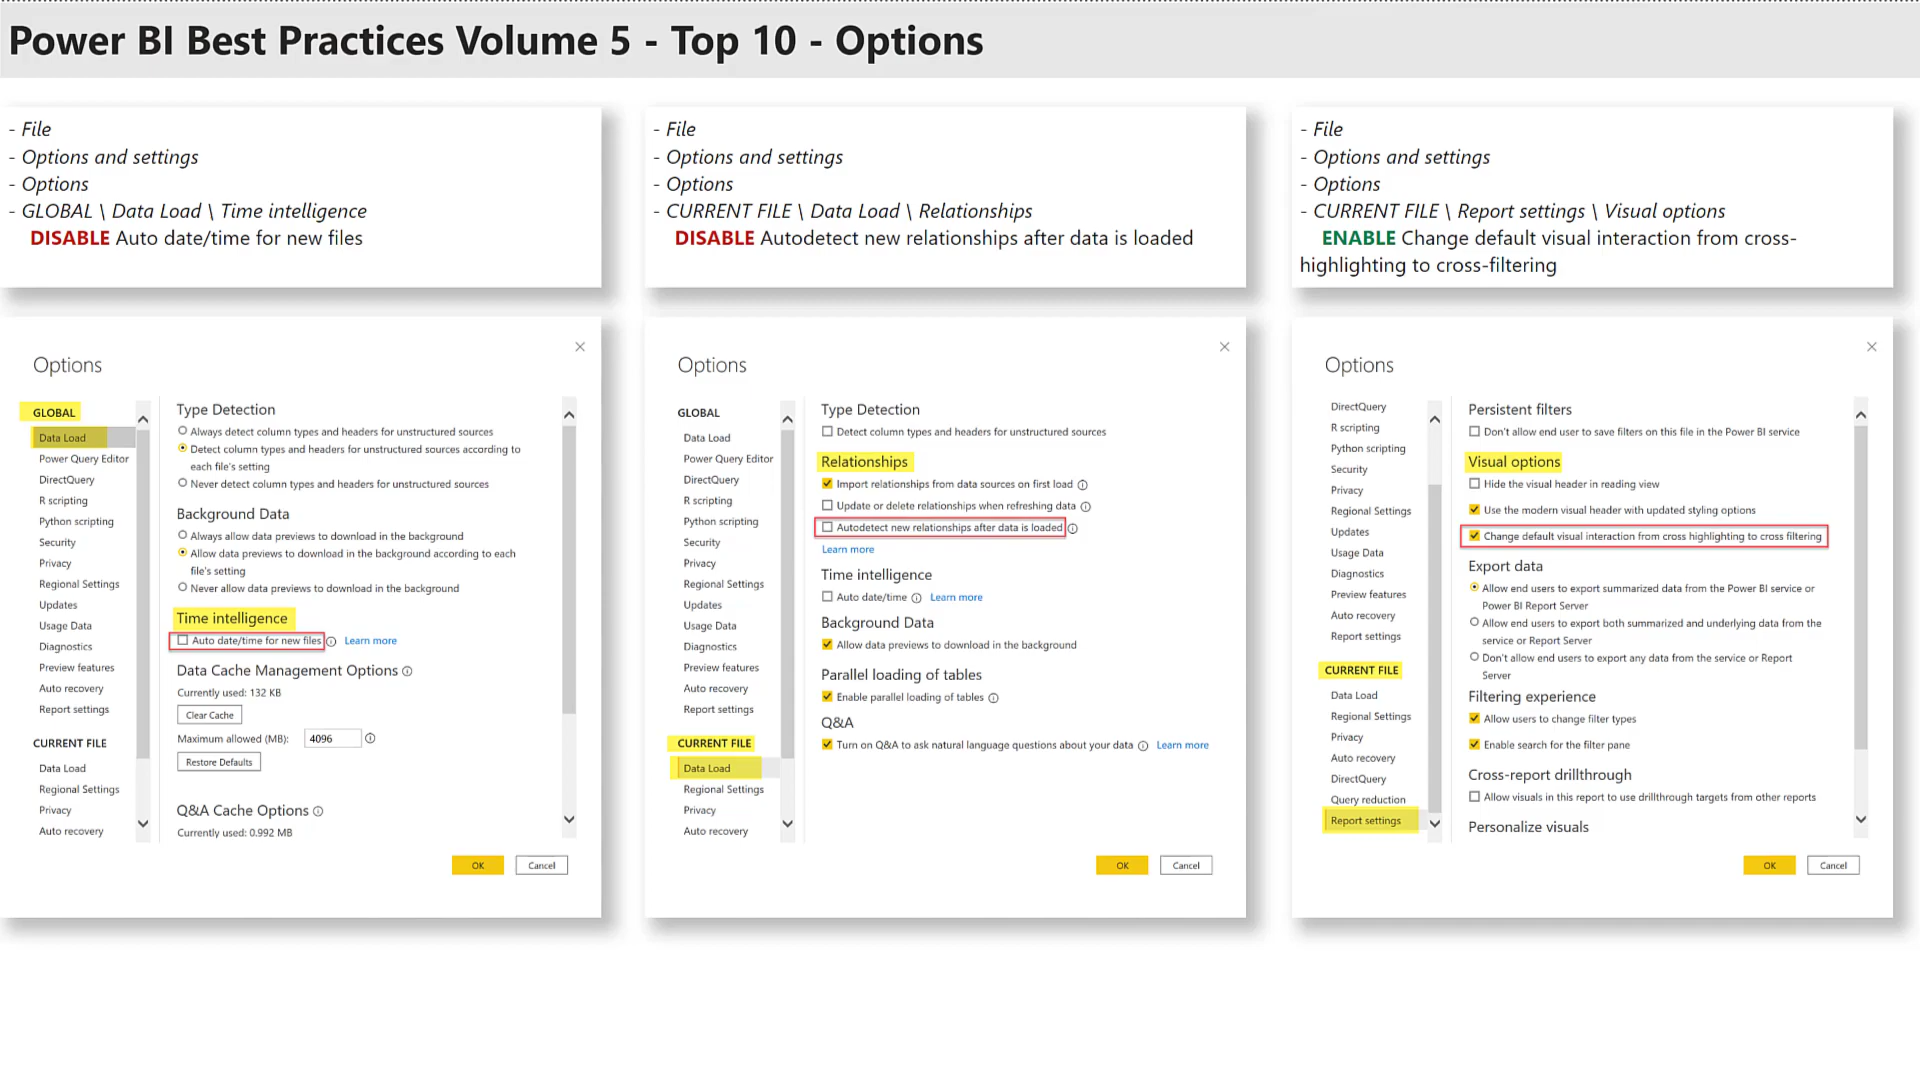 Power BI Best Practices Volume 5 - Top 10 - Options
- File
- Options and settings
- Options
- GLOBAL \ Data Load \ Time intelligence
DISABLE Auto date/time for new files
- File
- Options and settings
- Options
- CURRENT FILE \ Data Load \ Relationships
DISABLE Autodetect new relationships after data is loaded
- File
- Options and settings
- Options
- CURRENT FILE \ Report settings \ Visual options
ENABLE Change default visual interaction from cross-
highlighting to cross-filtering
Options
GLOBAL
Data Load
Power Query Editor
DirectQuery
R scripting
Python scripting
Security
Privacy
Regional Settings
Updates
Usage Data
Diagnostics
Preview features
Auto recovery
Report settings
CURRENT FILE
Data Load
Regional Settings
Privacy
Auto recovery
Type Detection
Always detect column types and headers for unstructured sources
Detect column types and headers for unstructured sources according to
each file's setting
Never detect column types and headers for unstructured sources
Background Data
Always allow data previews to download in the background
Allow data previews to download in the background according to each
file's setting
Never allow data previews to download in the background
Time intelligence
Auto date/time for new files Learn more
Data Cache Management Options
Currently used: 132 KB
Clear Cache
Maximum allowed (MB): 4096
Restore Defaults
Q&A Cache Options
Currently used: 0.992 MB
OK Cancel
Options
GLOBAL
Data Load
Power Query Editor
DirectQuery
R scripting
Python scripting
Security
Privacy
Regional Settings
Updates
Usage Data
Diagnostics
Preview features
Auto recovery
Report settings
CURRENT FILE
Data Load
Regional Settings
Privacy
Auto recovery
Type Detection
Detect column types and headers for unstructured sources
Relationships
Import relationships from data sources on first load
Update or delete relationships when refreshing data
Autodetect new relationships after data is loaded
Learn more
Time intelligence
Auto date/time Learn more
Background Data
Allow data previews to download in the background
Parallel loading of tables
Enable parallel loading of tables
Q&A
Turn on Q&A to ask natural language questions about your data Learn more
OK Cancel
Options
DirectQuery
R scripting
Python scripting
Security
Privacy
Regional Settings
Updates
Usage Data
Diagnostics
Preview features
Auto recovery
Report settings
CURRENT FILE
Data Load
Regional Settings
Privacy
Auto recovery
DirectQuery
Query reduction
Report settings
Persistent filters
Don't allow end user to save filters on this file in the Power BI service
Visual options
Hide the visual header in reading view
Use the modern visual header with updated styling options
Change default visual interaction from cross highlighting to cross filtering
Export data
Allow end users to export summarized data from the Power BI service or
Power BI Report Server
Allow end users to export both summarized and underlying data from the
service or Report Server
Don't allow end users to export any data from the service or Report
Server
Filtering experience
Allow users to change filter types
Enable search for the filter pane
Cross-report drillthrough
Allow visuals in this report to use drillthrough targets from other reports
Personalize visuals
OK Cancel